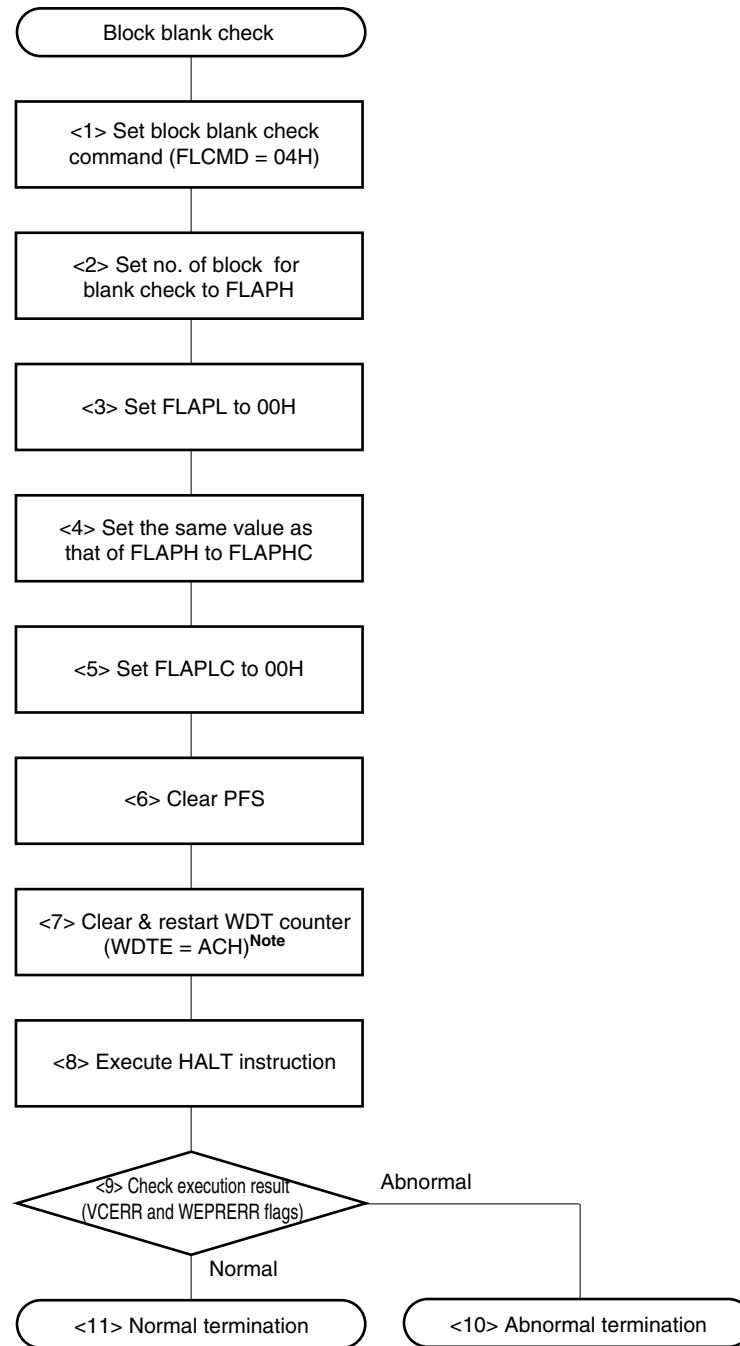 Block blank check
<1> Set block blank check
command (FLCMD = 04H)
<2> Set no. of block for
blank check to FLAPH
<3> Set FLAPL to 00H
<4> Set the same value as
that of FLAPH to FLAPHC
<5> Set FLAPLC to 00H
<6> Clear PFS
<7> Clear & restart WDT counter
(WDTE = ACH)Note
<8> Execute HALT instruction
<9> Check execution result
(VCERR and WEPRERR flags)
Abnormal
Normal
<11> Normal termination
<10> Abnormal termination